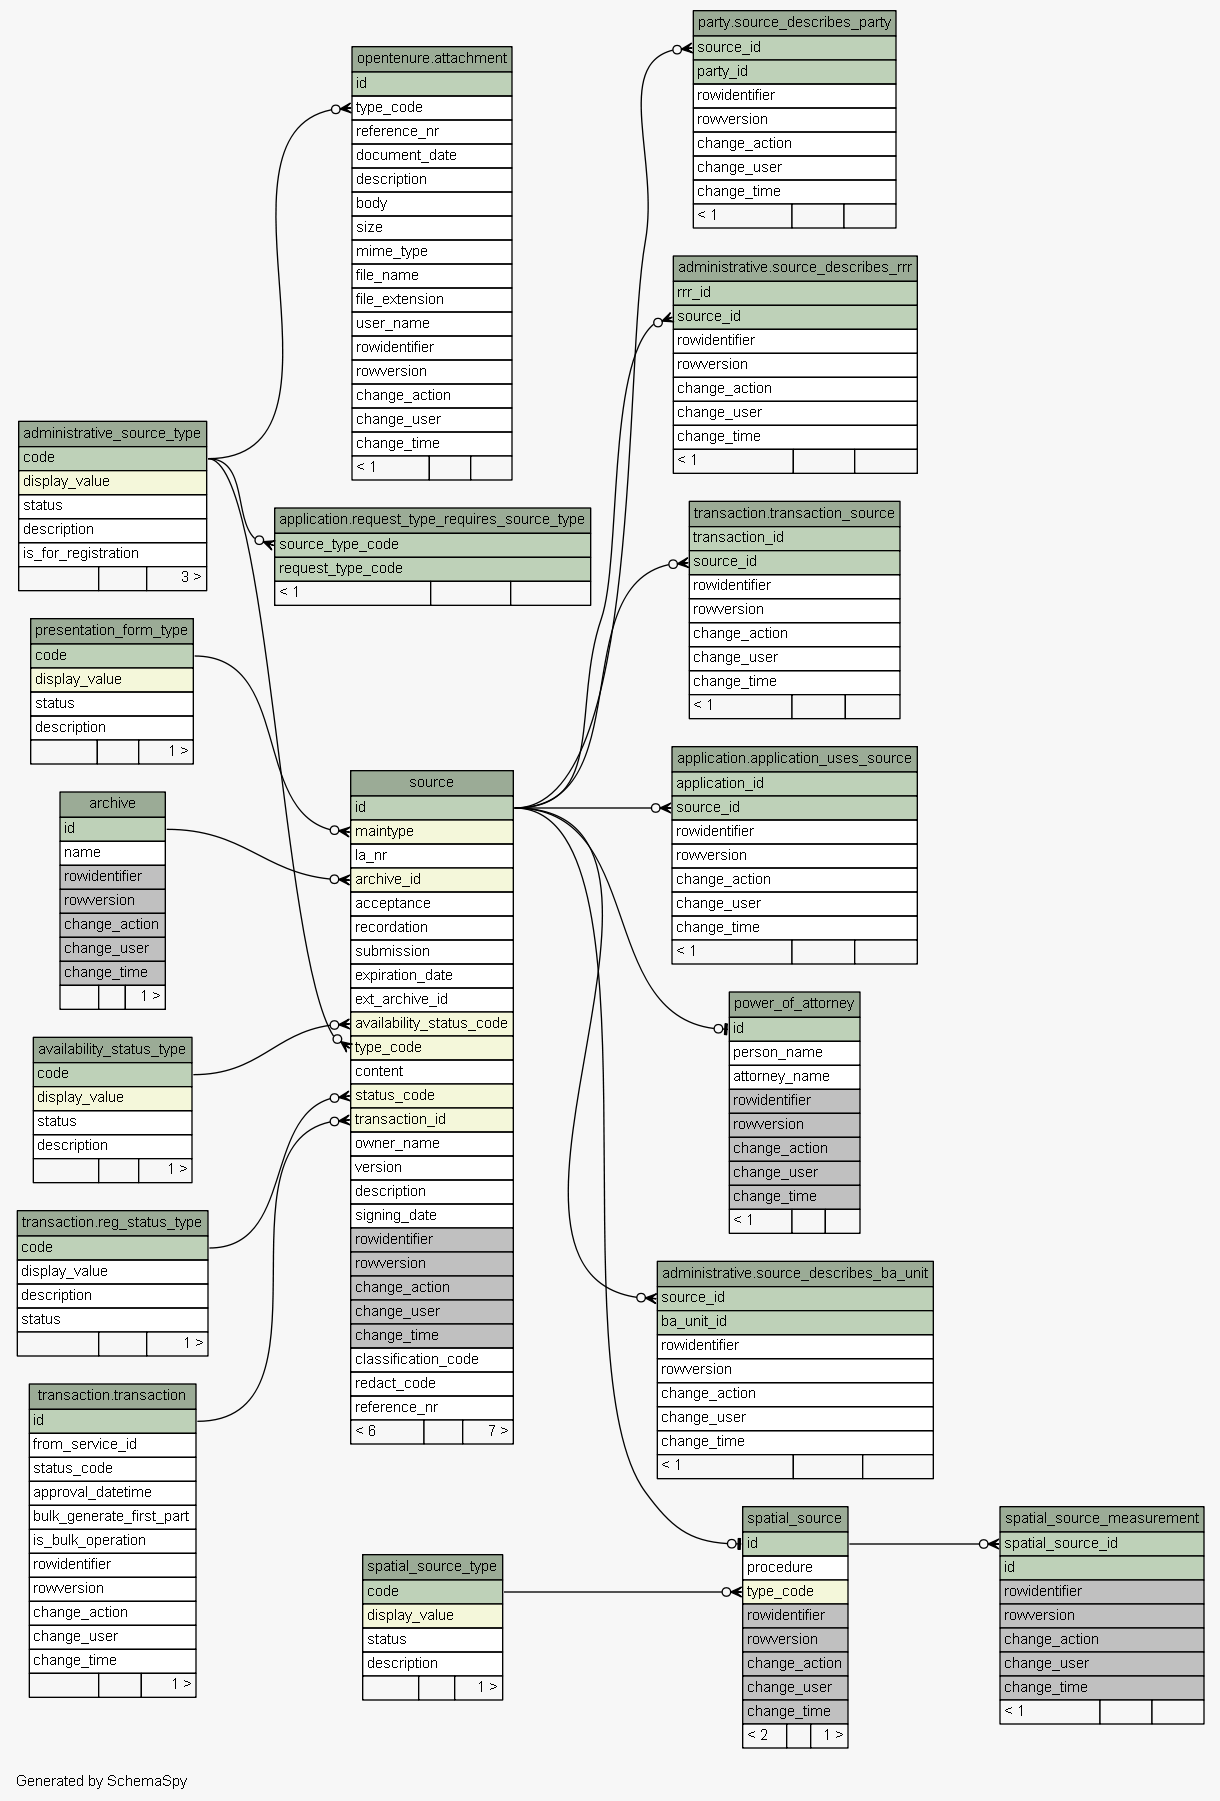 party.source_describes_party
source_id
party_id
rowidentifier
rowversion
change_action
change_user
change_time
< 1
opentenure.attachment
id
type_code
reference_nr
document_date
description
body
size
mime_type
file_name
file_extension
user_name
rowidentifier
rowversion
change_action
change_user
change_time
< 1
administrative.source_describes_rrr
rrr_id
source_id
rowidentifier
rowversion
change_action
change_user
change_time
< 1
administrative_source_type
code
display_value
status
description
is_for_registration
3 >
application.request_type_requires_source_type
source_type_code
request_type_code
< 1
transaction.transaction_source
transaction_id
source_id
rowidentifier
rowversion
change_action
change_user
change_time
< 1
presentation_form_type
code
display_value
status
description
1 >
source
id
maintype
la_nr
archive_id
acceptance
recordation
submission
expiration_date
ext_archive_id
availability_status_code
type_code
content
status_code
transaction_id
owner_name
version
description
signing_date
rowidentifier
rowversion
change_action
change_user
change_time
classification_code
redact_code
reference_nr
< 6 7 >
application.application_uses_source
application_id
source_id
rowidentifier
rowversion
change_action
change_user
change_time
< 1
archive
id
name
rowidentifier
rowversion
change_action
change_user
change_time
1 >
power_of_attorney
id
person_name
attorney_name
rowidentifier
rowversion
change_action
change_user
change_time
< 1
availability_status_type
code
display_value
status
description
1 >
transaction.reg_status_type
code
display_value
description
status
1 >
administrative.source_describes_ba_unit
source_id
ba_unit_id
rowidentifier
rowversion
change_action
change_user
change_time
< 1
transaction.transaction
id
from_service_id
status_code
approval_datetime
bulk_generate_first_part
is_bulk_operation
rowidentifier
rowversion
change_action
change_user
change_time
1 >
spatial_source_type
code
display_value
status
description
1 >
spatial_source
id
procedure
type_code
rowidentifier
rowversion
change_action
change_user
change_time
< 2 1 >
spatial_source_measurement
spatial_source_id
id
rowidentifier
rowversion
change_action
change_user
change_time
< 1
Generated by SchemaSpy